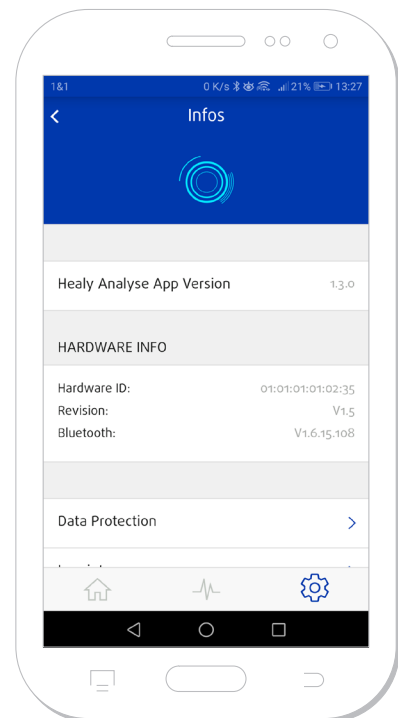 1&1 0 K/s 21% 13:27
Infos
Healy Analyse App Version 1.3.0
HARDWARE INFO
Hardware ID: 01:01:01:01:02:35
Revision: V1.5
Bluetooth: V1.6.15.108
Data Protection